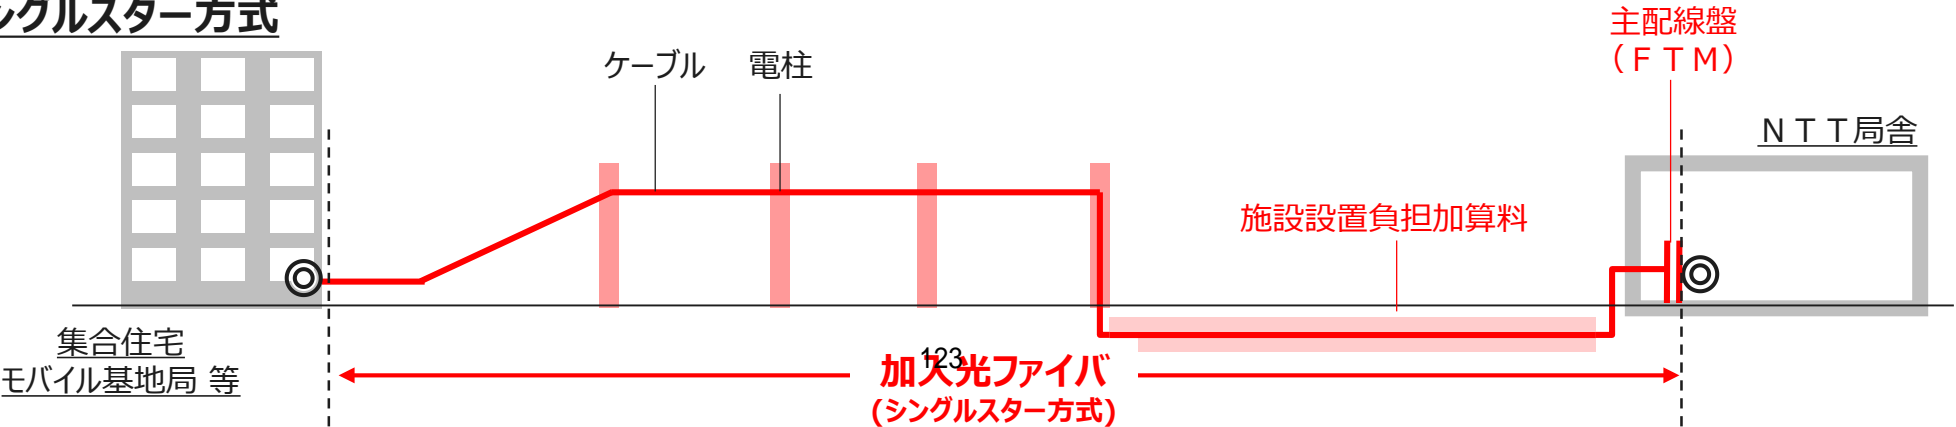 ングルスター方式
主配線盤
（ＦＴＭ）
ケーブル
電柱
ＮＴＴ局舎
施設設置負担加算料
集合住宅
モバイル基地局 等
123
加入光ファイバ
(シングルスター方式)